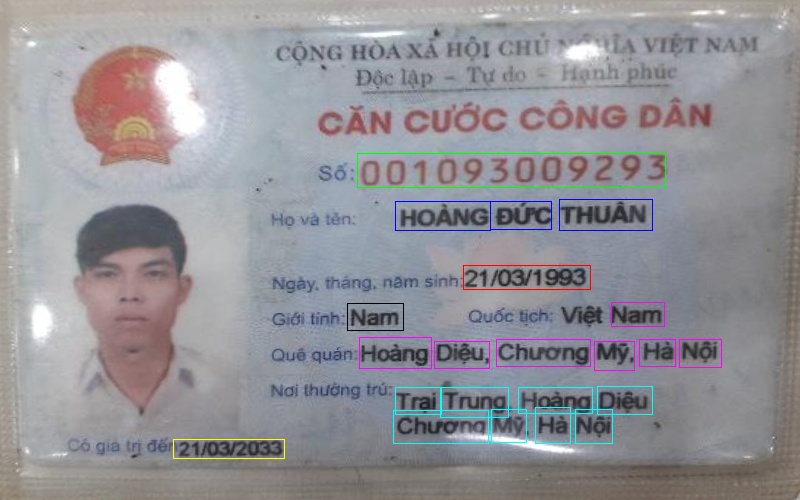 CỘNG HÒA XÃ HỘI CHỦ NGHĨA VIỆT NAM
Độc lập - Tự do - Hạnh phúc
CĂN CƯỚC CÔNG DÂN
Số: 001093009293
Họ và tên: HOÀNG ĐỨC THUÂN
Ngày, tháng, năm sinh: 21/03/1993
Giới tính: Nam Quốc tịch: Việt Nam
Quê quán: Hoàng Diệu, Chương Mỹ, Hà Nội
Nơi thường trú: Trại Trung, Hoàng Diệu
Chương Mỹ, Hà Nội
Có giá trị đến 21/03/2033